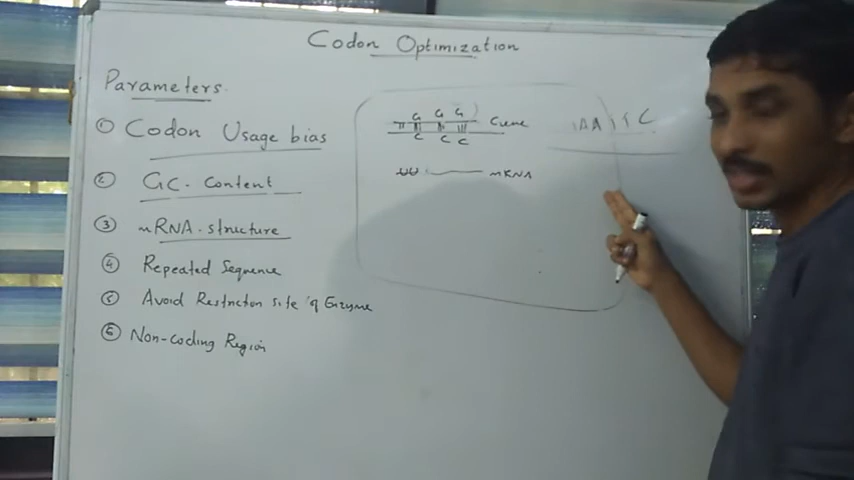 Codon Optimization
Parameters.
① Codon Usage bias
② GC. Content
③ mRNA. structure
④ Repeated Sequence
⑤ Avoid Restriction site of Enzyme
⑥ Non-coding Region
G G G
Gene
C C C
mRNA
C